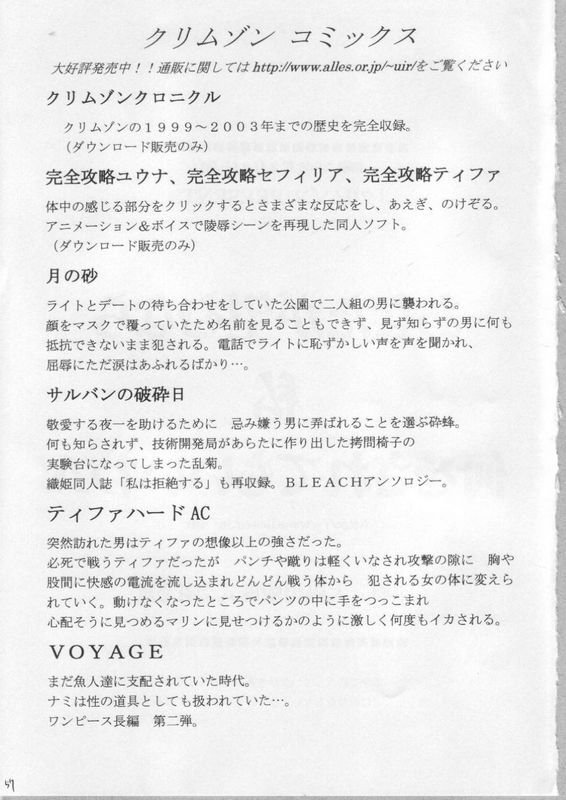 クリムゾン コミックス
大好評発売中！！通販に関しては http://www.alles.or.jp/~uir/をご覧ください
クリムゾンクロニクル
クリムゾンの１９９９～２００３年までの歴史を完全収録。
（ダウンロード販売のみ）
完全攻略ユウナ、完全攻略セフィリア、完全攻略ティファ
体中の感じる部分をクリックするとさまざまな反応をし、あえぎ、のけぞる。
アニメーション＆ボイスで陵辱シーンを再現した同人ソフト。
（ダウンロード販売のみ）
月の砂
ライトとデートの待ち合わせをしていた公園で二人組の男に襲われる。
顔をマスクで覆っていたため名前を見ることもできず、見ず知らずの男に何も
抵抗できないまま犯される。電話でライトに恥ずかしい声を声を聞かれ、
屈辱にただ涙はあふれるばかり…。
サルバンの破砕日
敬愛する夜一を助けるために　忌み嫌う男に弄ばれることを選ぶ砕蜂。
何も知らされず、技術開発局があらたに作り出した拷問椅子の
実験台になってしまった乱菊。
織姫同人誌「私は拒絶する」も再収録。ＢＬＥＡＣＨアンソロジー。
ティファハード AC
突然訪れた男はティファの想像以上の強さだった。
必死で戦うティファだったが　パンチや蹴りは軽くいなされ攻撃の隙に　胸や
股間に快感の電流を流し込まれどんどん戦う体から　犯される女の体に変えら
れていく。動けなくなったところでパンツの中に手をつっこまれ
心配そうに見つめるマリンに見せつけるかのように激しく何度もイカされる。
ＶＯＹＡＧＥ
まだ魚人達に支配されていた時代。
ナミは性の道具としても扱われていた…。
ワンピース長編　第二弾。
57